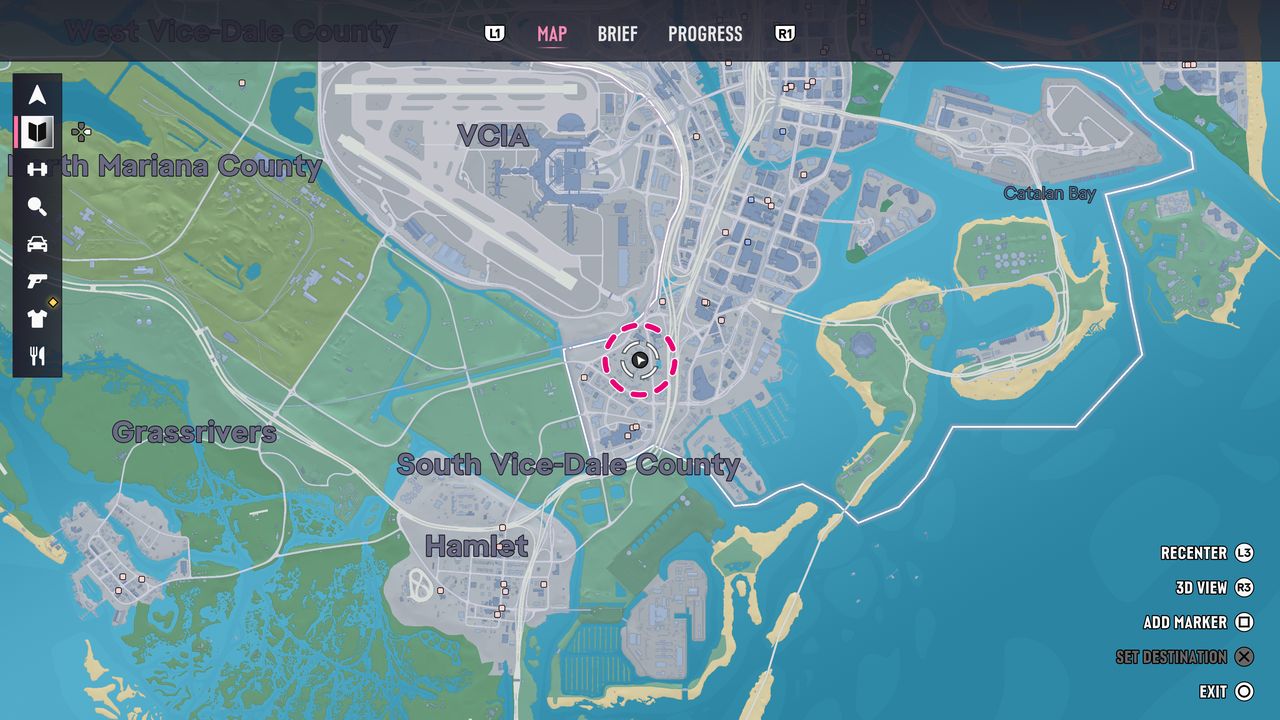 West Vice-Dale County
L1
MAP
BRIEF
PROGRESS
R1
VCIA
North Mariana County
Catalan Bay
Grassrivers
South Vice-Dale County
Hamlet
RECENTER L3
3D VIEW R3
ADD MARKER
SET DESTINATION
EXIT